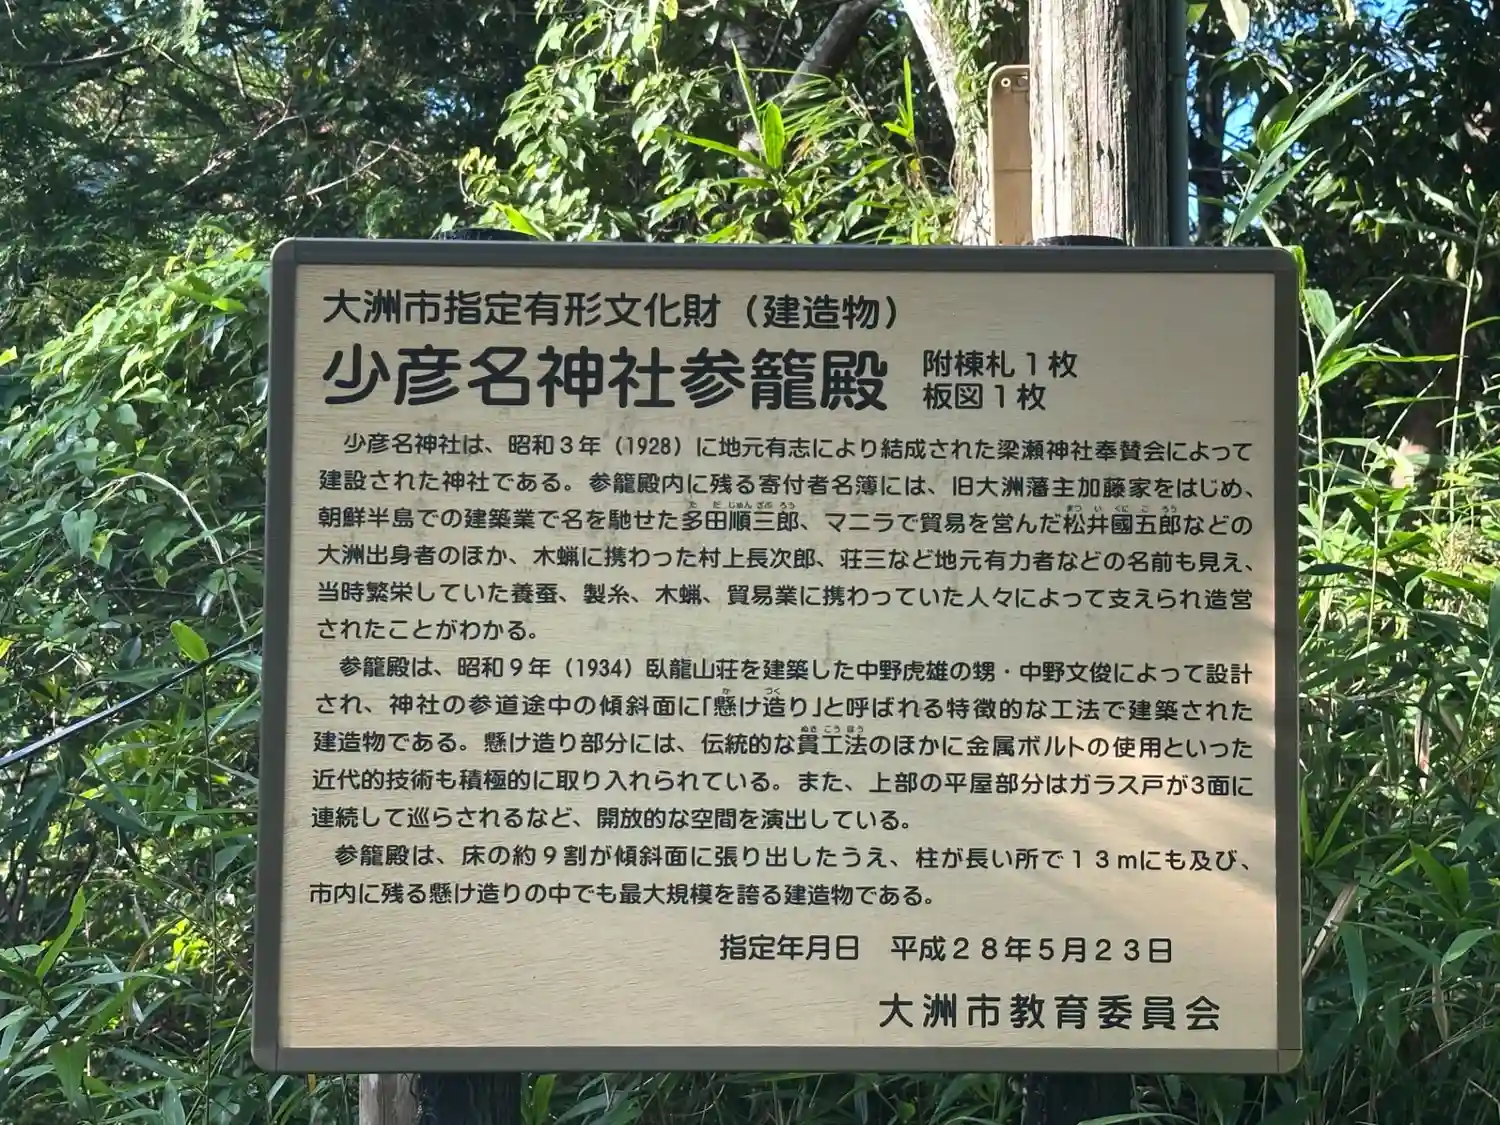 大洲市指定有形文化財（建造物）
少彦名神社参籠殿 附棟札１枚
板図１枚
少彦名神社は、昭和３年（1928）に地元有志により結成された梁瀬神社奉賛会によって
建設された神社である。参籠殿内に残る寄付者名簿には、旧大洲藩主加藤家をはじめ、
朝鮮半島での建築業で名を馳せた多田順三郎、マニラで貿易を営んだ松井國五郎などの
大洲出身者のほか、木蝋に携わった村上長次郎、荘三など地元有力者などの名前も見え、
当時繁栄していた養蚕、製糸、木蝋、貿易業に携わっていた人々によって支えられ造営
されたことがわかる。
参籠殿は、昭和９年（1934）臥龍山荘を建築した中野虎雄の甥・中野文俊によって設計
され、神社の参道途中の傾斜面に「懸け造り」と呼ばれる特徴的な工法で建築された
建造物である。懸け造り部分には、伝統的な貫工法のほかに金属ボルトの使用といった
近代的技術も積極的に取り入れられている。また、上部の平屋部分はガラス戸が3面に
連続して巡らされるなど、開放的な空間を演出している。
参籠殿は、床の約９割が傾斜面に張り出したうえ、柱が長い所で１３ｍにも及び、
市内に残る懸け造りの中でも最大規模を誇る建造物である。
指定年月日　平成２８年５月２３日
大洲市教育委員会